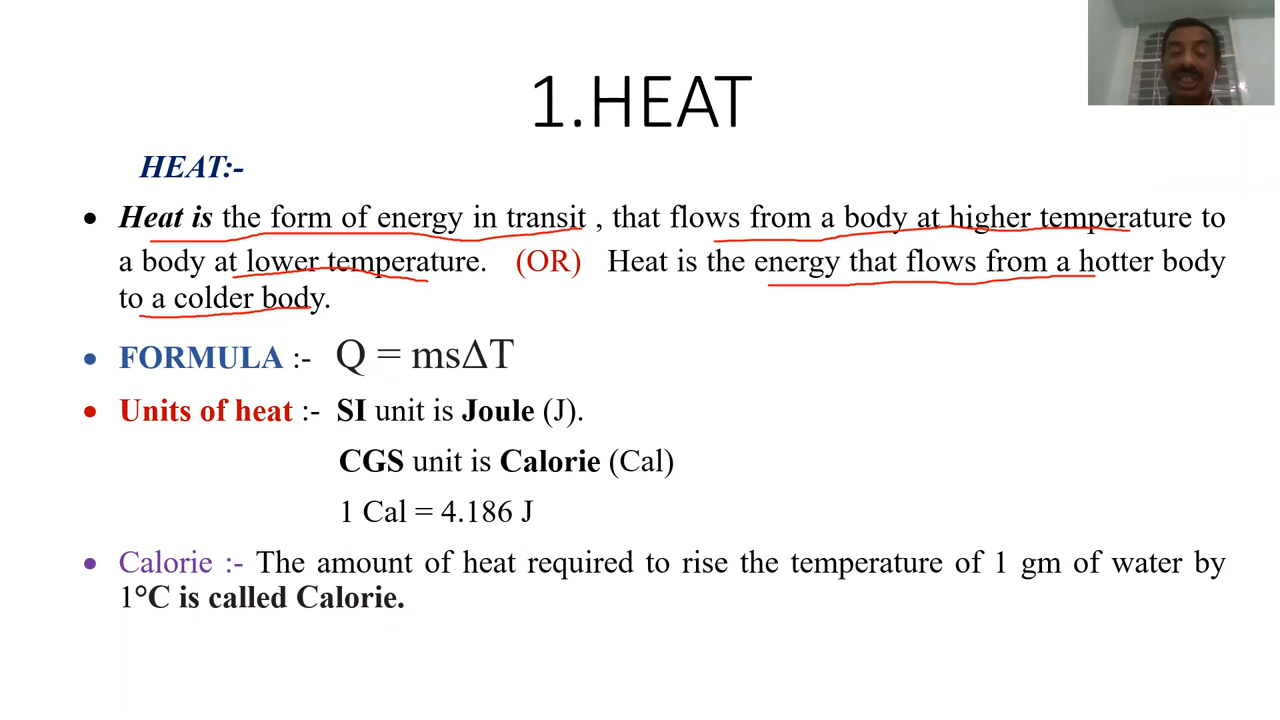 1.HEAT
HEAT:-
• Heat is the form of energy in transit , that flows from a body at higher temperature to
a body at lower temperature. (OR) Heat is the energy that flows from a hotter body
to a colder body.
• FORMULA :- Q = msΔT
• Units of heat :- SI unit is Joule (J).
CGS unit is Calorie (Cal)
1 Cal = 4.186 J
• Calorie :- The amount of heat required to rise the temperature of 1 gm of water by
1°C is called Calorie.